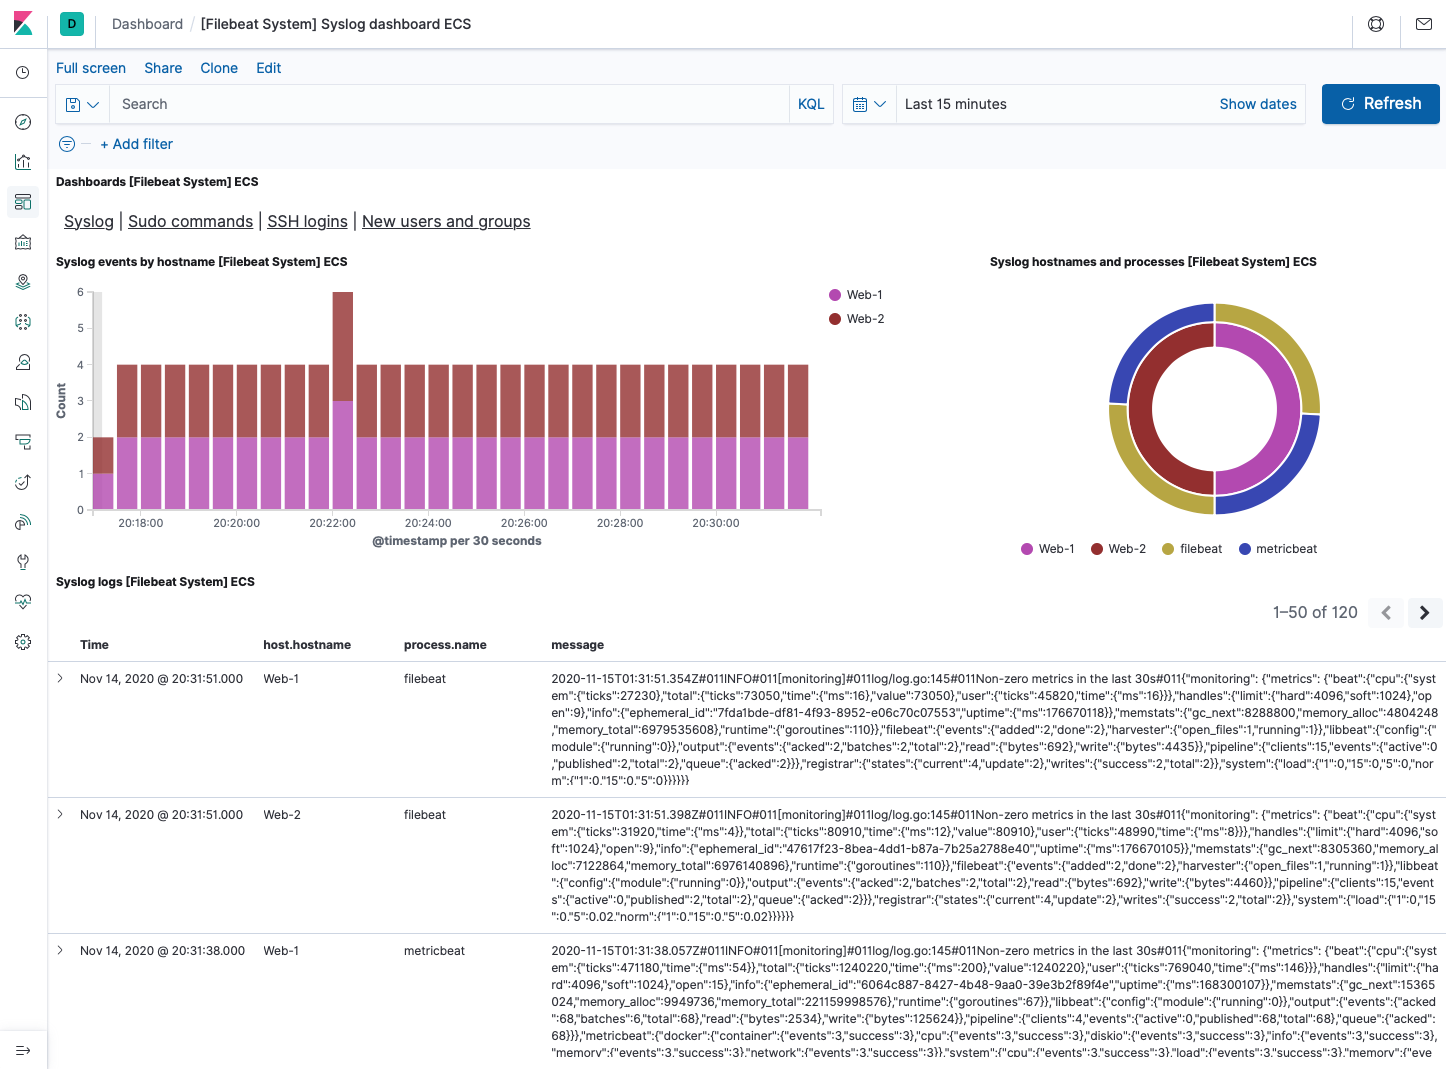 D Dashboard / [Filebeat System] Syslog dashboard ECS
Full screen Share Clone Edit
Search KQL Last 15 minutes Show dates Refresh
+ Add filter
Dashboards [Filebeat System] ECS
Syslog | Sudo commands | SSH logins | New users and groups
Syslog events by hostname [Filebeat System] ECS
6
5
4
3
2
1
0
Count
20:18:00 20:20:00 20:22:00 20:24:00 20:26:00 20:28:00 20:30:00
@timestamp per 30 seconds
Web-1
Web-2
Syslog hostnames and processes [Filebeat System] ECS
Web-1 Web-2 filebeat metricbeat
Syslog logs [Filebeat System] ECS
1–50 of 120
Time host.hostname process.name message
Nov 14, 2020 @ 20:31:51.000 Web-1 filebeat 2020-11-15T01:31:51.354Z#011INFO#011[monitoring]#011log/log.go:145#011Non-zero metrics in the last 30s#011{"monitoring": {"metrics": {"beat":{"cpu":{"sys
tem":{"ticks":27230},"total":{"ticks":73050,"time":{"ms":16},"value":73050},"user":{"ticks":45820,"time":{"ms":16}}},"handles":{"limit":{"hard":4096,"soft":1024},"op
en":9},"info":{"ephemeral_id":"7fda1bde-df81-4f93-8952-e06c70c07553","uptime":{"ms":176670118}},"memstats":{"gc_next":8288800,"memory_alloc":4804248
,"memory_total":6979535608},"runtime":{"goroutines":110}},"filebeat":{"events":{"added":2,"done":2},"harvester":{"open_files":1,"running":1}},"libbeat":{"config":{
"module":{"running":0}},"output":{"events":{"acked":2,"batches":2,"total":2},"read":{"bytes":692},"write":{"bytes":4435}},"pipeline":{"clients":15,"events":{"active":0
,"published":2,"total":2},"queue":{"acked":2}}},"registrar":{"states":{"current":4,"update":2},"writes":{"success":2,"total":2}},"system":{"load":{"1":0,"15":0,"5":0,"nor
m":{"1":0,"15":0,"5":0}}}}}}
Nov 14, 2020 @ 20:31:51.000 Web-2 filebeat 2020-11-15T01:31:51.398Z#011INFO#011[monitoring]#011log/log.go:145#011Non-zero metrics in the last 30s#011{"monitoring": {"metrics": {"beat":{"cpu":{"sys
tem":{"ticks":31920,"time":{"ms":4}},"total":{"ticks":80910,"time":{"ms":12},"value":80910},"user":{"ticks":48990,"time":{"ms":8}}},"handles":{"limit":{"hard":4096,"so
ft":1024},"open":9},"info":{"ephemeral_id":"47617f23-8bea-4dd1-b87a-7b25a2788e40","uptime":{"ms":176670105}},"memstats":{"gc_next":8305360,"memory_al
loc":7122864,"memory_total":6976140896},"runtime":{"goroutines":110}},"filebeat":{"events":{"added":2,"done":2},"harvester":{"open_files":1,"running":1}},"libbea
t":{"config":{"module":{"running":0}},"output":{"events":{"acked":2,"batches":2,"total":2},"read":{"bytes":692},"write":{"bytes":4460}},"pipeline":{"clients":15,"event
s":{"active":0,"published":2,"total":2},"queue":{"acked":2}}},"registrar":{"states":{"current":4,"update":2},"writes":{"success":2,"total":2}},"system":{"load":{"1":0,"15
":0,"5":0.02,"norm":{"1":0,"15":0,"5":0.02}}}}}}
Nov 14, 2020 @ 20:31:38.000 Web-1 metricbeat 2020-11-15T01:31:38.057Z#011INFO#011[monitoring]#011log/log.go:145#011Non-zero metrics in the last 30s#011{"monitoring": {"metrics": {"beat":{"cpu":{"sys
tem":{"ticks":471180,"time":{"ms":54}},"total":{"ticks":1240220,"time":{"ms":200},"value":1240220},"user":{"ticks":769040,"time":{"ms":146}}},"handles":{"limit":{"ha
rd":4096,"soft":1024},"open":15},"info":{"ephemeral_id":"6064c887-8427-4b48-9aa0-39e3b2f89f4e","uptime":{"ms":168300107}},"memstats":{"gc_next":15365
024,"memory_alloc":9949736,"memory_total":221159998576},"runtime":{"goroutines":67}},"libbeat":{"config":{"module":{"running":0}},"output":{"events":{"acked"
:68,"batches":6,"total":68},"read":{"bytes":2534},"write":{"bytes":125624}},"pipeline":{"clients":4,"events":{"active":0,"published":68,"total":68},"queue":{"acked":
68}}},"metricbeat":{"docker":{"container":{"events":3,"success":3},"cpu":{"events":3,"success":3},"diskio":{"events":3,"success":3},"info":{"events":3,"success":3},
"memory":{"events":3,"success":3},"network":{"events":3,"success":3}},"system":{"cpu":{"events":3,"success":3},"load":{"events":3,"success":3},"memory":{"eve